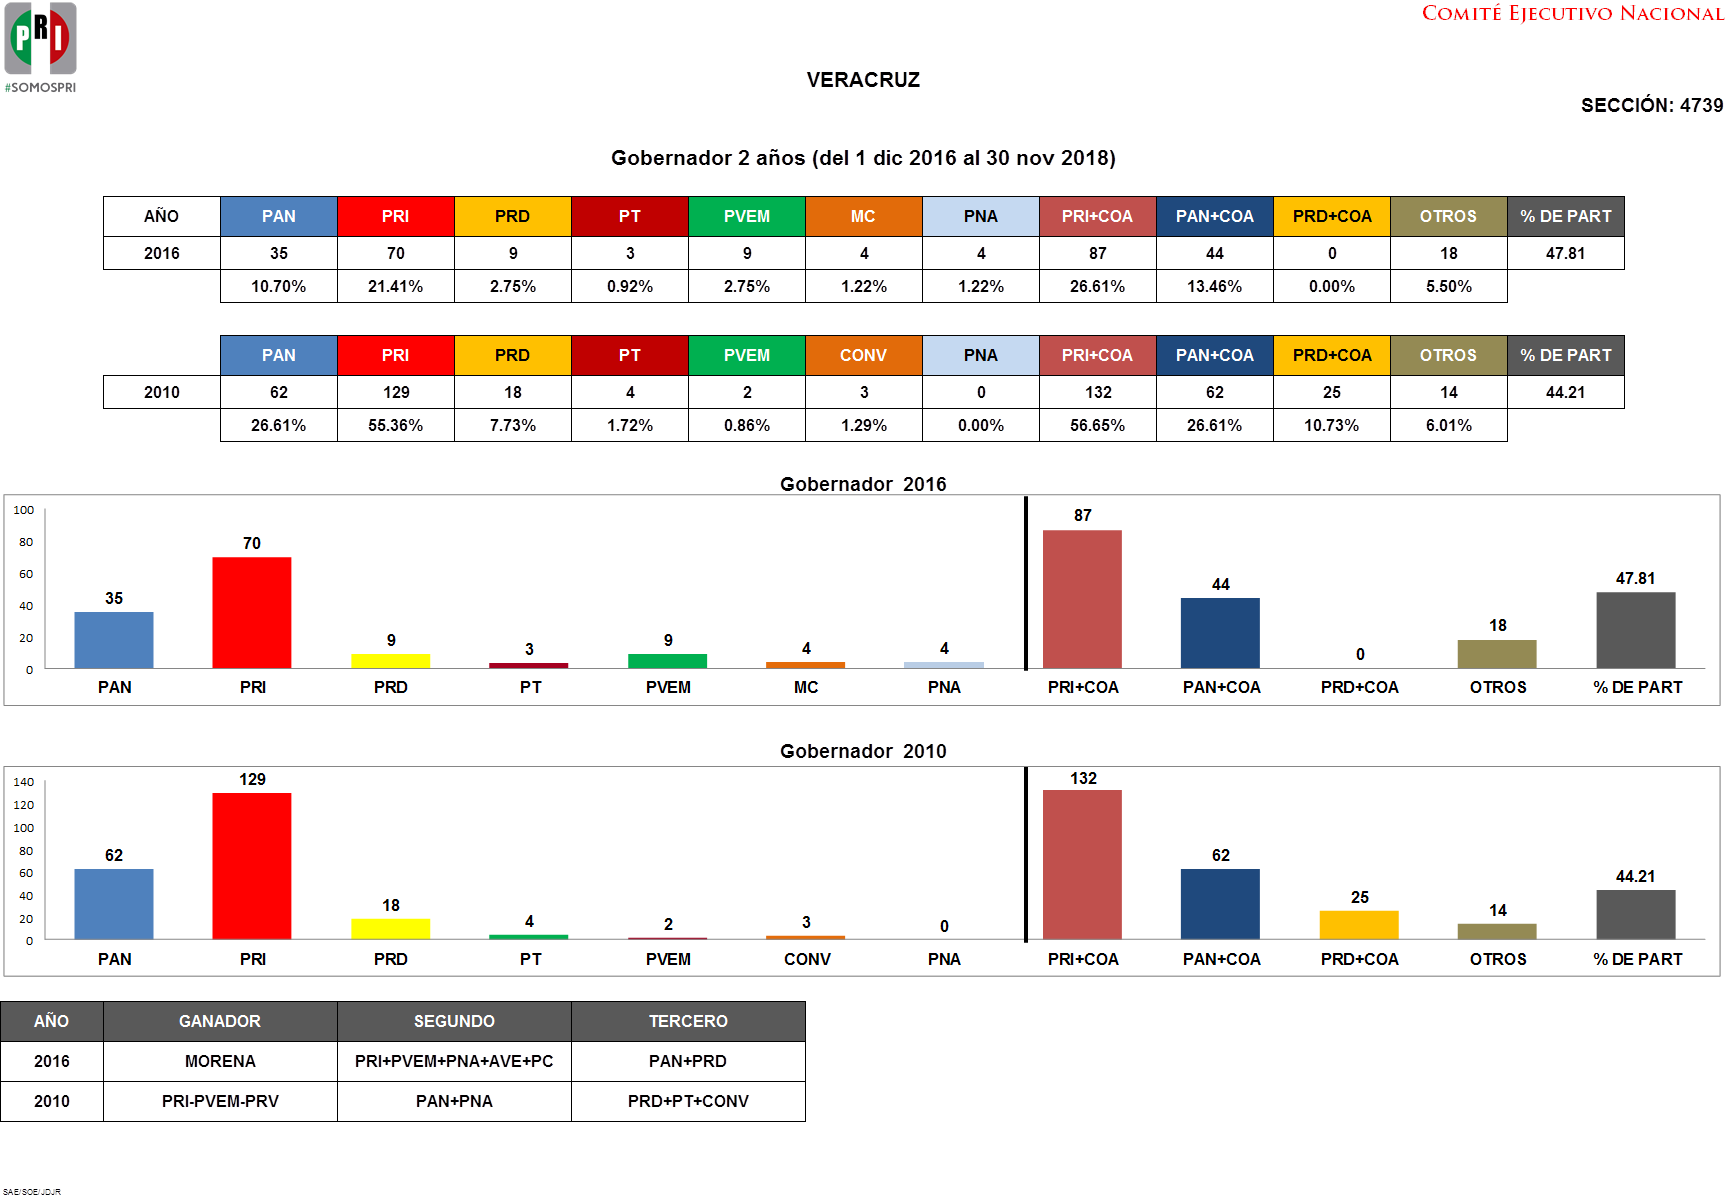 PRI
#SOMOSPRI
COMITÉ EJECUTIVO NACIONAL
VERACRUZ
SECCIÓN: 4739
Gobernador 2 años (del 1 dic 2016 al 30 nov 2018)
AÑO PAN PRI PRD PT PVEM MC PNA PRI+COA PAN+COA PRD+COA OTROS % DE PART
2016 35 70 9 3 9 4 4 87 44 0 18 47.81
10.70% 21.41% 2.75% 0.92% 2.75% 1.22% 1.22% 26.61% 13.46% 0.00% 5.50%
PAN PRI PRD PT PVEM CONV PNA PRI+COA PAN+COA PRD+COA OTROS % DE PART
2010 62 129 18 4 2 3 0 132 62 25 14 44.21
26.61% 55.36% 7.73% 1.72% 0.86% 1.29% 0.00% 56.65% 26.61% 10.73% 6.01%
Gobernador 2016
100
80
60
40
20
0
35 70 9 3 9 4 4 87 44 0 18 47.81
PAN PRI PRD PT PVEM MC PNA PRI+COA PAN+COA PRD+COA OTROS % DE PART
Gobernador 2010
140
120
100
80
60
40
20
0
62 129 18 4 2 3 0 132 62 25 14 44.21
PAN PRI PRD PT PVEM CONV PNA PRI+COA PAN+COA PRD+COA OTROS % DE PART
AÑO GANADOR SEGUNDO TERCERO
2016 MORENA PRI+PVEM+PNA+AVE+PC PAN+PRD
2010 PRI-PVEM-PRV PAN+PNA PRD+PT+CONV
SAE/SOE/JDJR